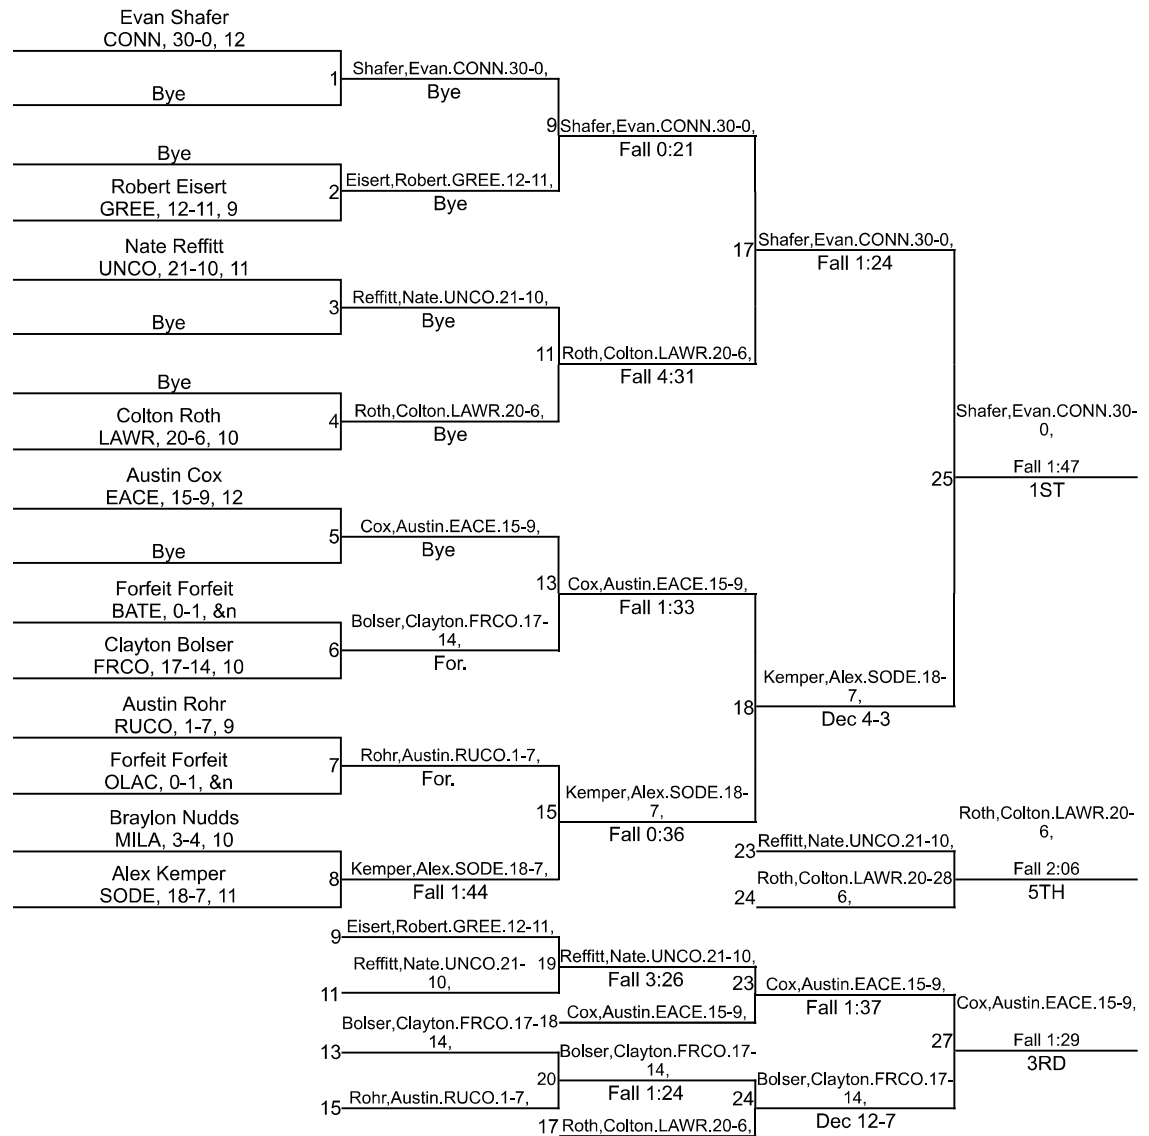 Evan Shafer
CONN, 30-0, 12
1
Shafer,Evan.CONN.30-0,
Bye
Bye
9
Shafer,Evan.CONN.30-0,
Fall 0:21
Bye
Robert Eisert
GREE, 12-11, 9
2
Eisert,Robert.GREE.12-11,
Bye
17
Shafer,Evan.CONN.30-0,
Fall 1:24
Nate Reffitt
UNCO, 21-10, 11
3
Reffitt,Nate.UNCO.21-10,
Bye
Bye
11
Roth,Colton.LAWR.20-6,
Fall 4:31
Bye
Colton Roth
LAWR, 20-6, 10
4
Roth,Colton.LAWR.20-6,
Bye
25
Shafer,Evan.CONN.30-
0,
Fall 1:47
1ST
Austin Cox
EACE, 15-9, 12
5
Cox,Austin.EACE.15-9,
Bye
Bye
13
Cox,Austin.EACE.15-9,
Fall 1:33
Forfeit Forfeit
BATE, 0-1, &n
Clayton Bolser
FRCO, 17-14, 10
6
Bolser,Clayton.FRCO.17-
14,
For.
18
Kemper,Alex.SODE.18-
7,
Dec 4-3
Austin Rohr
RUCO, 1-7, 9
Forfeit Forfeit
OLAC, 0-1, &n
7
Rohr,Austin.RUCO.1-7,
For.
15
Kemper,Alex.SODE.18-
7,
Fall 0:36
Braylon Nudds
MILA, 3-4, 10
Alex Kemper
SODE, 18-7, 11
8
Kemper,Alex.SODE.18-7,
Fall 1:44
23
Reffitt,Nate.UNCO.21-10,
24
Roth,Colton.LAWR.20-28
6,
Roth,Colton.LAWR.20-
6,
Fall 2:06
5TH
9
Eisert,Robert.GREE.12-11,
11
Reffitt,Nate.UNCO.21-
10,
19
Reffitt,Nate.UNCO.21-10,
Fall 3:26
18
Cox,Austin.EACE.15-9,
23
Cox,Austin.EACE.15-9,
Fall 1:37
13
Bolser,Clayton.FRCO.17-
14,
15
Rohr,Austin.RUCO.1-7,
20
Bolser,Clayton.FRCO.17-
14,
Fall 1:24
17
Roth,Colton.LAWR.20-6,
24
Bolser,Clayton.FRCO.17-
14,
Dec 12-7
27
Cox,Austin.EACE.15-9,
Fall 1:29
3RD